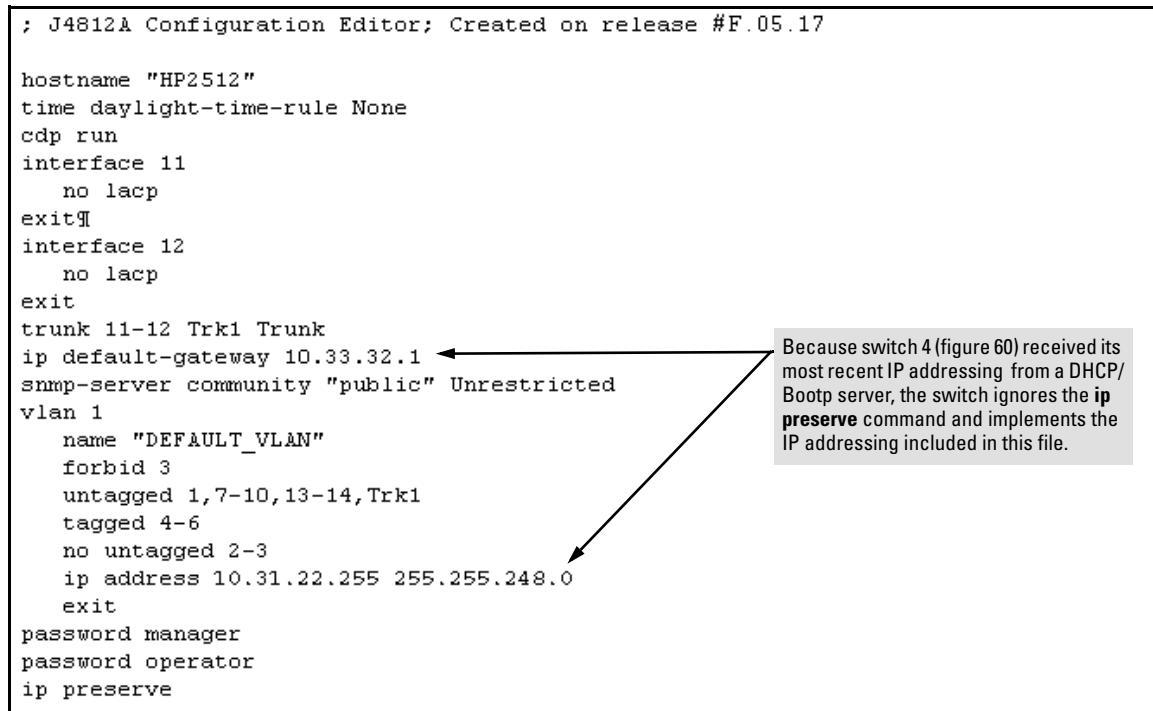 ; J4812A Configuration Editor; Created on release #F.05.17
hostname "HP2512"
time daylight-time-rule None
cdp run
interface 11
no lacp
exit¶
interface 12
no lacp
exit
trunk 11-12 Trk1 Trunk
ip default-gateway 10.33.32.1
snmp-server community "public" Unrestricted
vlan 1
name "DEFAULT_VLAN"
forbid 3
untagged 1,7-10,13-14,Trk1
tagged 4-6
no untagged 2-3
ip address 10.31.22.255 255.255.248.0
exit
password manager
password operator
ip preserve
Because switch 4 (figure 60) received its
most recent IP addressing from a DHCP/
Bootp server, the switch ignores the ip
preserve command and implements the
IP addressing included in this file.